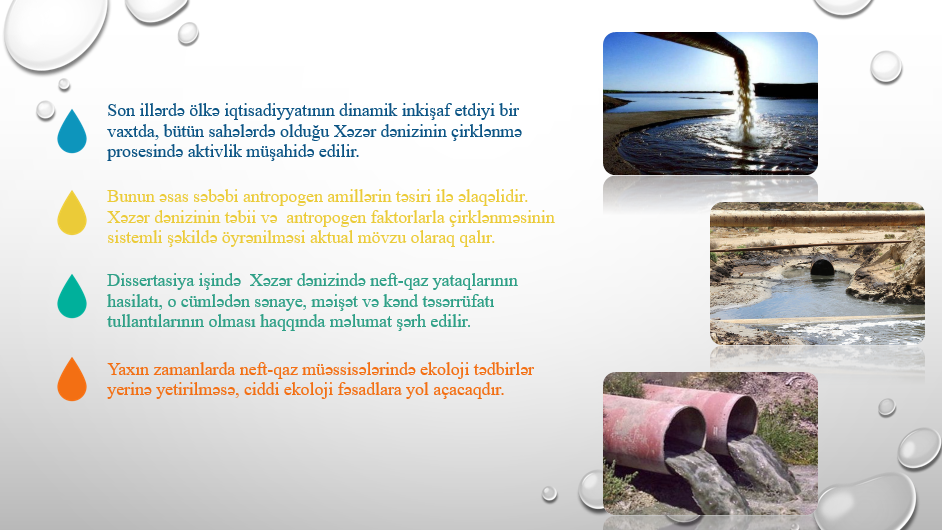 Son illərdə ölkə iqtisadiyyatının dinamik inkişaf etdiyi bir
vaxtda, bütün sahələrdə olduğu Xəzər dənizinin çirklənmə
prosesində aktivlik müşahidə edilir.
Bunun əsas səbəbi antropogen amillərin təsiri ilə əlaqəlidir.
Xəzər dənizinin təbii və  antropogen faktorlarla çirklənməsinin
sistemli şəkildə öyrənilməsi aktual mövzu olaraq qalır.
Dissertasiya işində  Xəzər dənizində neft-qaz yataqlarının
hasilatı, o cümlədən sənaye, məişət və kənd təsərrüfatı
tullantılarının olması haqqında məlumat şərh edilir.
Yaxın zamanlarda neft-qaz müəssisələrində ekoloji tədbirlər
yerinə yetirilməsə, ciddi ekoloji fəsadlara yol açacaqdır.